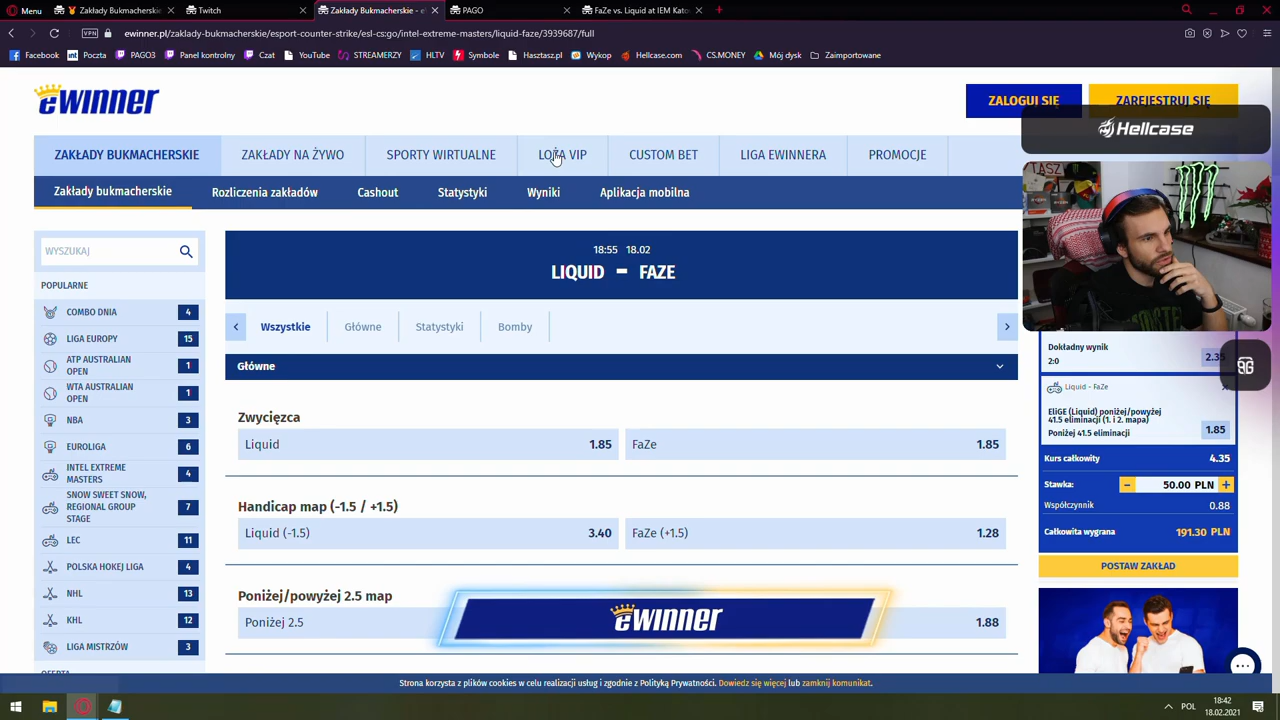 Menu
Zakłady Bukmacherskie
Twitch
Zakłady Bukmacherskie - e
PAGO
FaZe vs. Liquid at IEM Kato
VPN
ewinner.pl/zaklady-bukmacherskie/esport-counter-strike/esl-cs:go/intel-extreme-masters/liquid-faze/3939687/full
Facebook
Poczta
PAGO3
Panel kontrolny
Czat
YouTube
STREAMERZY
HLTV
Symbole
Hasztasz.pl
Wykop
Hellcase.com
CS.MONEY
Mój dysk
Zaimportowane
eWINNER
ZALOGUJ SIĘ
ZAREJESTRUJ SIĘ
Hellcase
ZAKŁADY BUKMACHERSKIE
ZAKŁADY NA ŻYWO
SPORTY WIRTUALNE
LOŻA VIP
CUSTOM BET
LIGA EWINNERA
PROMOCJE
Zakłady bukmacherskie
Rozliczenia zakładów
Cashout
Statystyki
Wyniki
Aplikacja mobilna
WYSZUKAJ
POPULARNE
COMBO DNIA 4
LIGA EUROPY 15
ATP AUSTRALIAN
OPEN 1
WTA AUSTRALIAN
OPEN 1
NBA 3
EUROLIGA 6
INTEL EXTREME
MASTERS 4
SNOW SWEET SNOW,
REGIONAL GROUP
STAGE 7
LEC 11
POLSKA HOKEJ LIGA 4
NHL 13
KHL 12
LIGA MISTRZÓW 3
OFERTA
18:55 18.02
LIQUID - FAZE
Wszystkie
Główne
Statystyki
Bomby
Główne
Zwycięzca
Liquid 1.85
FaZe 1.85
Handicap map (-1.5 / +1.5)
Liquid (-1.5) 3.40
FaZe (+1.5) 1.28
Poniżej/powyżej 2.5 map
Poniżej 2.5
1.88
eWINNER
Dokładny wynik
2:0
2.35
Liquid - FaZe
EliGE (Liquid) poniżej/powyżej
41.5 eliminacji (1. i 2. mapa)
Poniżej 41.5 eliminacji 1.85
Kurs całkowity 4.35
Stawka: - 50.00 PLN +
Współczynnik 0.88
Całkowita wygrana 191.30 PLN
POSTAW ZAKŁAD
Strona korzysta z plików cookies w celu realizacji usług i zgodnie z Polityką Prywatności. Dowiedz się więcej lub zamknij komunikat.
POL
18:42
18.02.2021